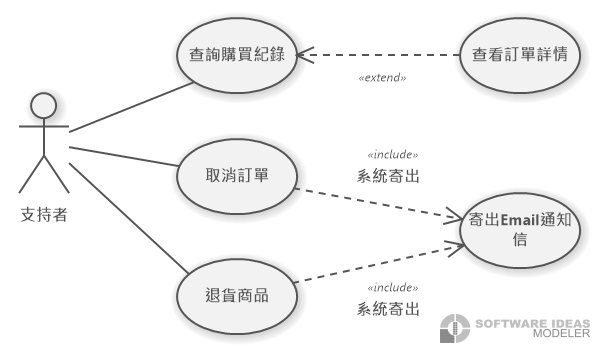 查詢購買紀錄
查看訂單詳情
«extend»
«include»
系統寄出
取消訂單
支持者
寄出Email通知
信
退貨商品
«include»
系統寄出
SOFTWARE IDEAS
MODELER